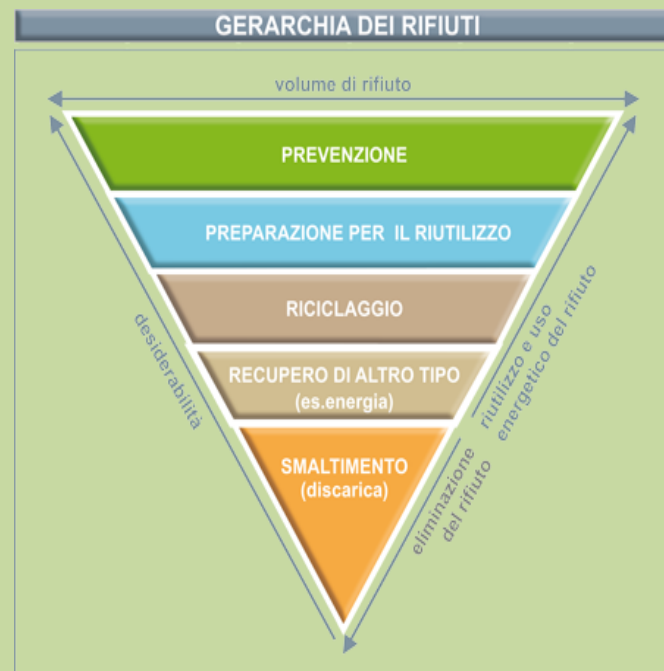 GERARCHIA DEI RIFIUTI
volume di rifiuto
PREVENZIONE
PREPARAZIONE PER IL RIUTILIZZO
RICICLAGGIO
RECUPERO DI ALTRO TIPO
(es.energia)
SMALTIMENTO
(discarica)
desiderabilità
riutilizzo e uso
energetico del rifiuto
eliminazione
del rifiuto